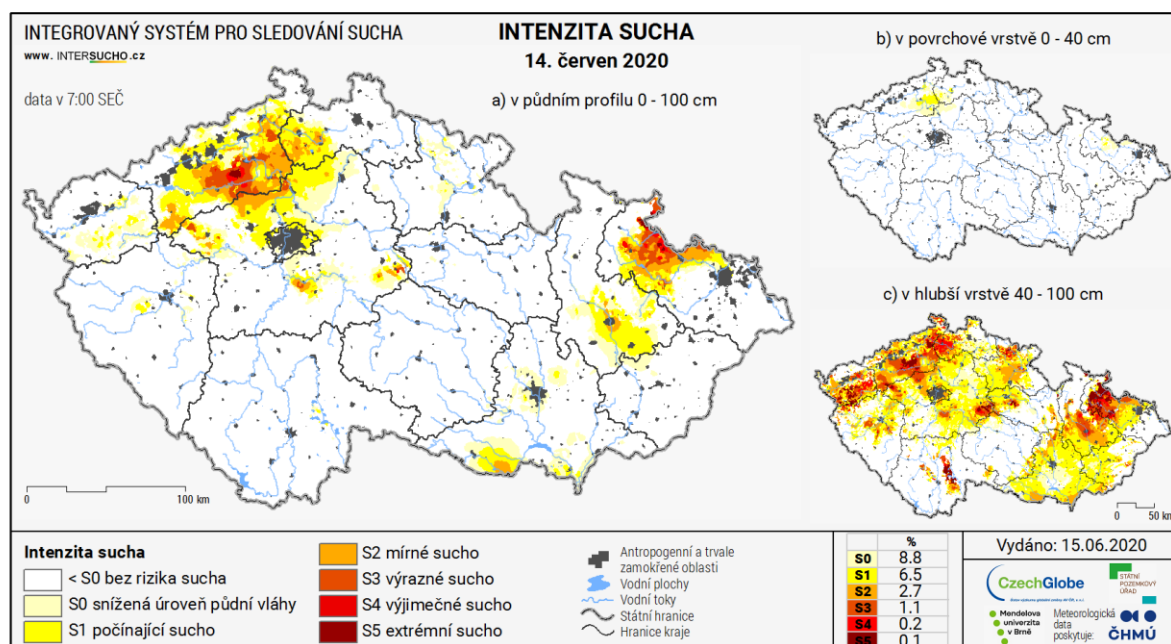 INTEGROVANÝ SYSTÉM PRO SLEDOVÁNÍ SUCHA
www. INTERSUCHO.cz
data v 7:00 SEČ
INTENZITA SUCHA
14. červen 2020
a) v půdním profilu 0 - 100 cm
b) v povrchové vrstvě 0 - 40 cm
c) v hlubší vrstvě 40 - 100 cm
0 100 km
0 50 km
Intenzita sucha
< S0 bez rizika sucha
S0 snížená úroveň půdní vláhy
S1 počínající sucho
S2 mírné sucho
S3 výrazné sucho
S4 výjimečné sucho
S5 extrémní sucho
Antropogenní a trvale
zamokřené oblasti
Vodní plochy
Vodní toky
Státní hranice
Hranice kraje
%
S0 8.8
S1 6.5
S2 2.7
S3 1.1
S4 0.2
S5 0.1
Vydáno: 15.06.2020
CzechGlobe
STÁTNÍ
POZEMKOVÝ
ÚŘAD
Mendelova
univerzita
v Brně
Meteorologická
data
poskytuje:
ČHMÚ